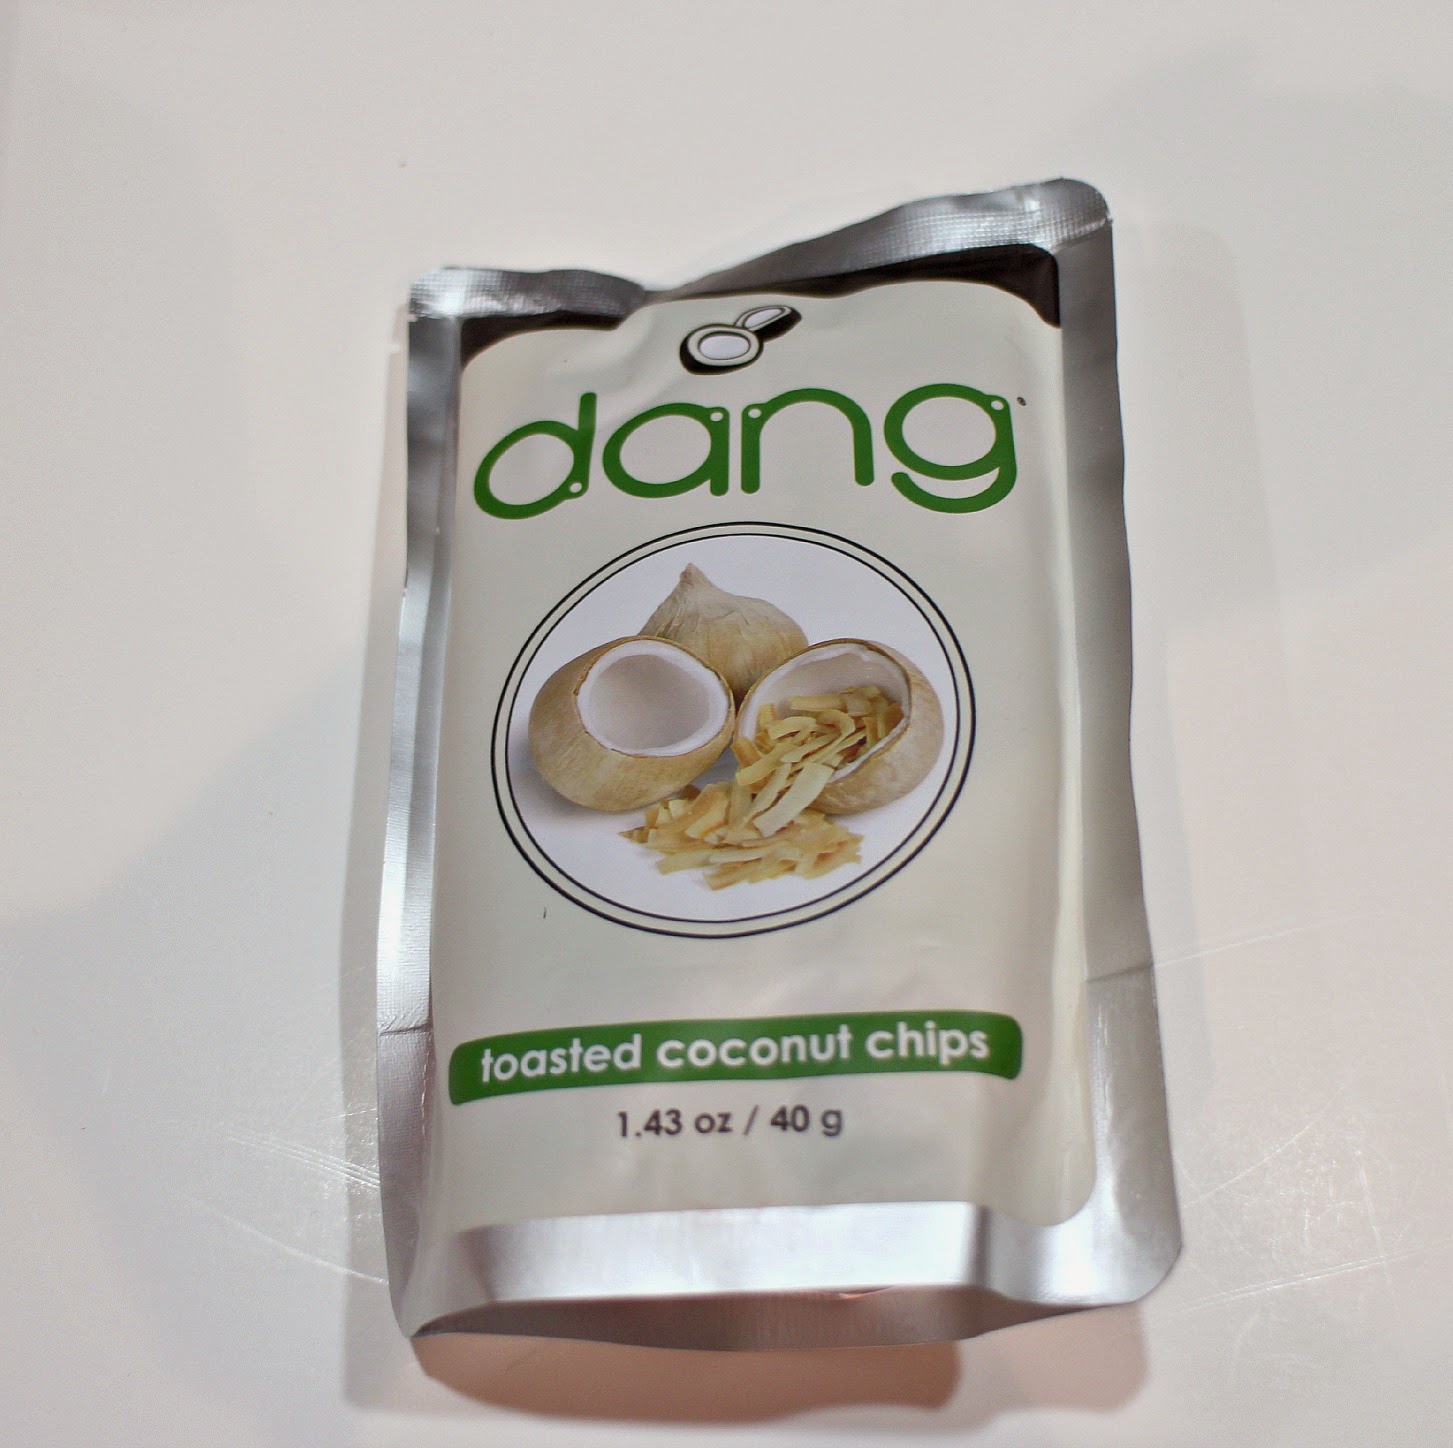 dang
toasted coconut chips
1.43 oz / 40 g